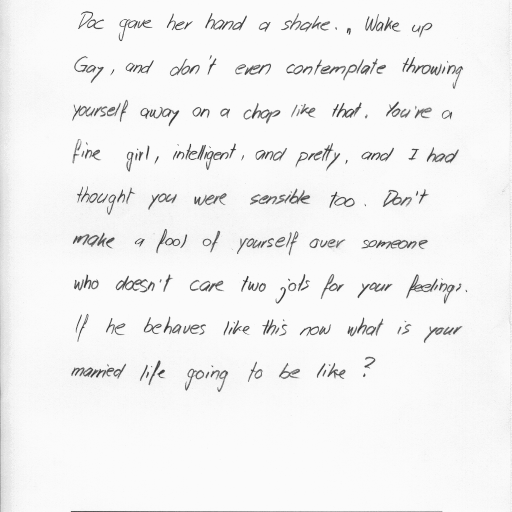 Doc gave her hand a shake. „ Wake up
Gay, and don't even contemplate throwing
yourself away on a chap like that. You're a
fine girl, intelligent, and pretty, and I had
thought you were sensible too. Don't
make a fool of yourself over someone
who doesn't care two jots for your feelings.
If he behaves like this now what is your
married life going to be like ?